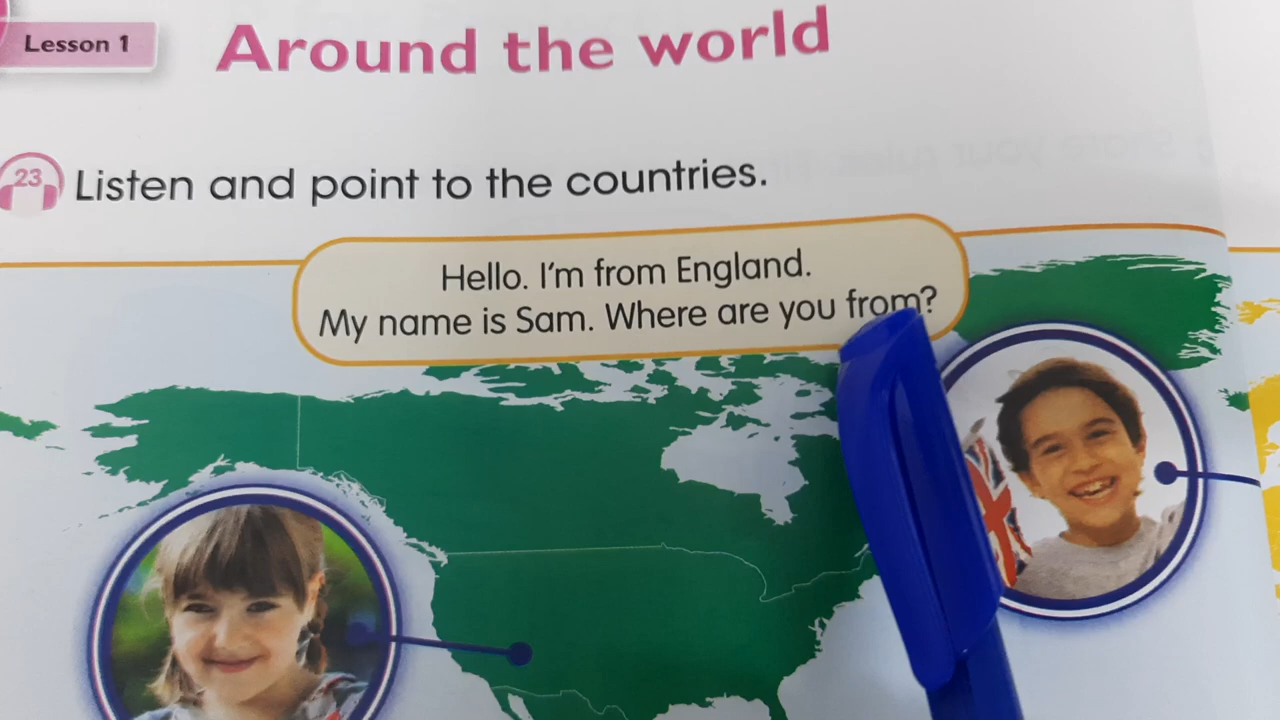 Lesson 1
Around the world
23
Listen and point to the countries.
Hello. I'm from England.
My name is Sam. Where are you from?